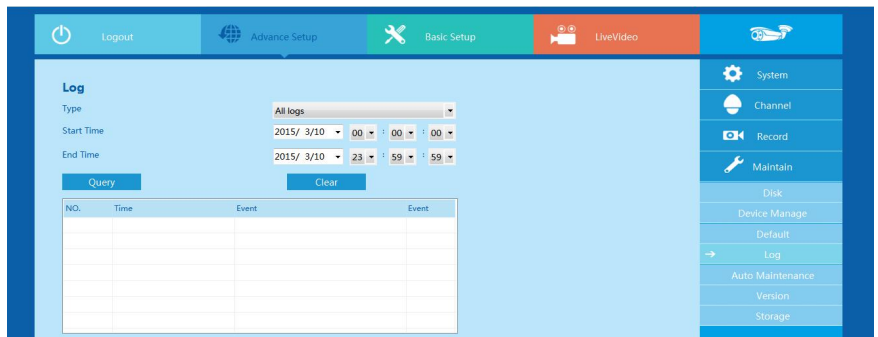 Logout
Advance Setup
Basic Setup
LiveVideo
Log
Type
All logs
Start Time
2015/ 3/10
00 : 00 : 00
End Time
2015/ 3/10
23 : 59 : 59
Query
Clear
NO. Time Event Event
System
Channel
Record
Maintain
Disk
Device Manage
Default
Log
Auto Maintenance
Version
Storage